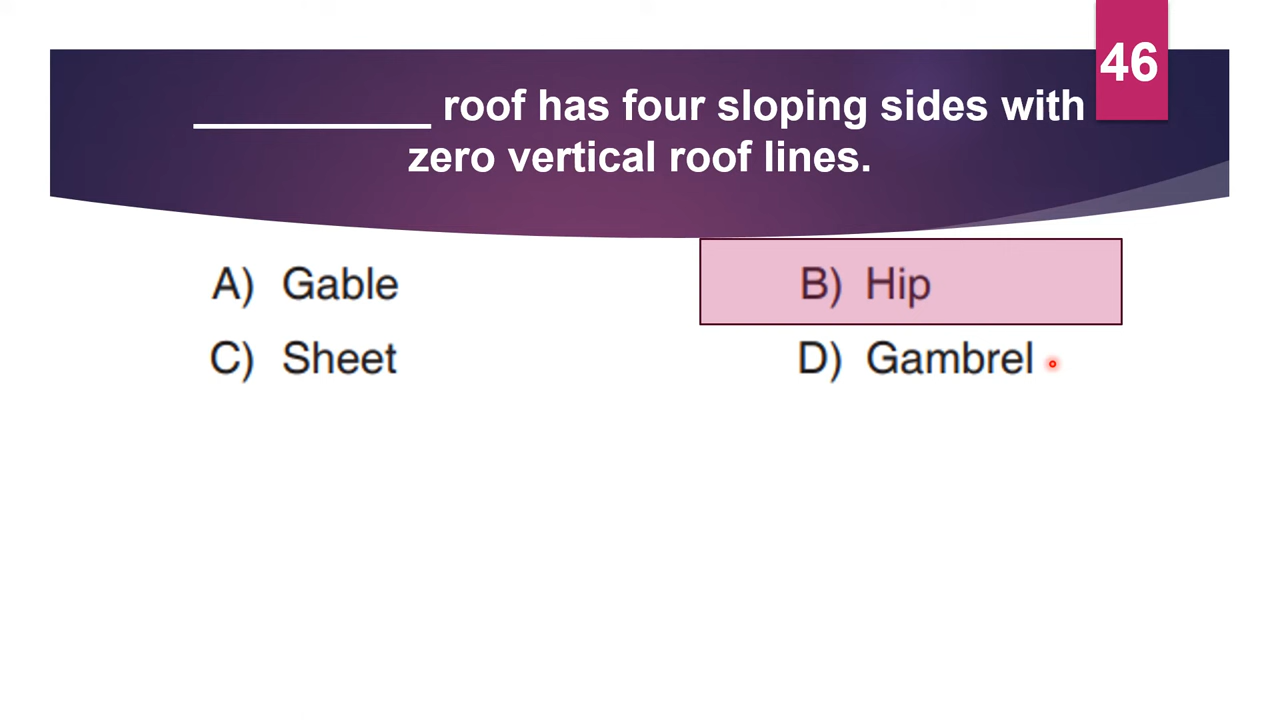 46
__________ roof has four sloping sides with
zero vertical roof lines.
A) Gable
B) Hip
C) Sheet
D) Gambrel